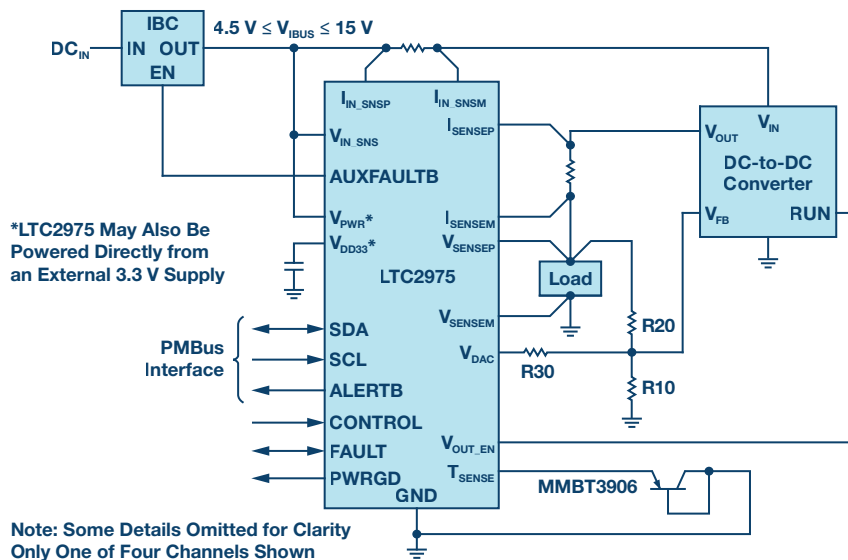 IBC
IN OUT
EN
DC_IN
4.5 V ≤ V_IBUS ≤ 15 V
I_IN_SNSP
I_IN_SNSM
V_IN_SNS
AUXFAULTB
V_PWR*
V_DD33*
LTC2975
I_SENSEP
I_SENSEM
V_SENSEP
V_SENSEM
V_DAC
V_OUT_EN
T_SENSE
GND
SDA
SCL
ALERTB
CONTROL
FAULT
PWRGD
PMBus
Interface
*LTC2975 May Also Be
Powered Directly from
an External 3.3 V Supply
V_OUT
V_IN
DC-to-DC
Converter
V_FB
RUN
Load
R20
R30
R10
MMBT3906
Note: Some Details Omitted for Clarity
Only One of Four Channels Shown